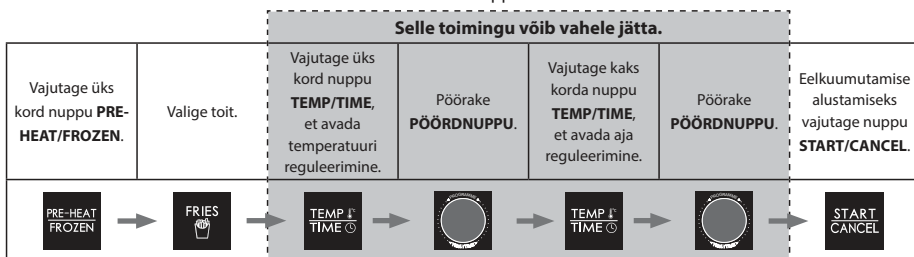 Selle toimingu võib vahele jätta.
Vajutage üks
kord nuppu PRE-
HEAT/FROZEN.
Valige toit.
Vajutage üks
kord nuppu
TEMP/TIME,
et avada
temperatuuri
reguleerimine.
Pöörake
PÖÖRDNUPPU.
Vajutage kaks
korda nuppu
TEMP/TIME,
et avada aja
reguleerimine.
Pöörake
PÖÖRDNUPPU.
Eelkuumutamise
alustamiseks
vajutage nuppu
START/CANCEL.
PRE-HEAT
FROZEN
FRIES
TEMP
TIME
TEMP
TIME
START
CANCEL